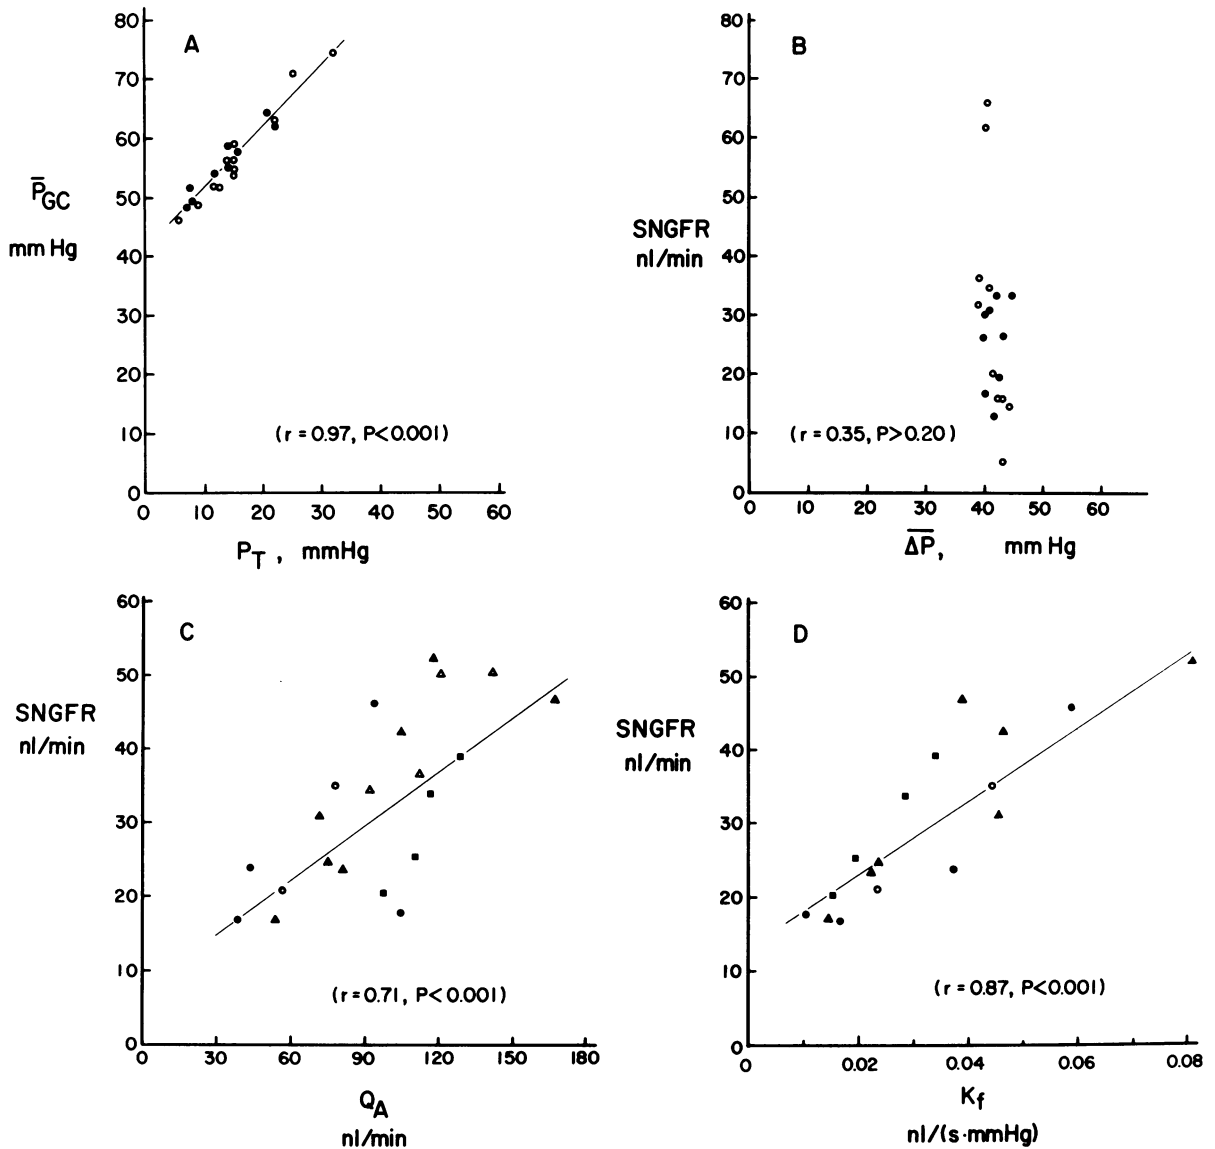 A
80
70
60
50
40
30
20
10
0
P̅GC
mm Hg
(r = 0.97, P<0.001)
0 10 20 30 40 50 60
PT , mmHg
B
80
70
60
50
40
30
20
10
0
SNGFR
nl/min
(r = 0.35, P>0.20)
0 10 20 30 40 50 60
ΔP̅, mm Hg
C
60
50
40
30
20
10
0
SNGFR
nl/min
(r = 0.71, P<0.001)
0 30 60 90 120 150 180
QA
nl/min
D
60
50
40
30
20
10
0
SNGFR
nl/min
(r = 0.87, P<0.001)
0 0.02 0.04 0.06 0.08
Kf
nl/(s·mmHg)